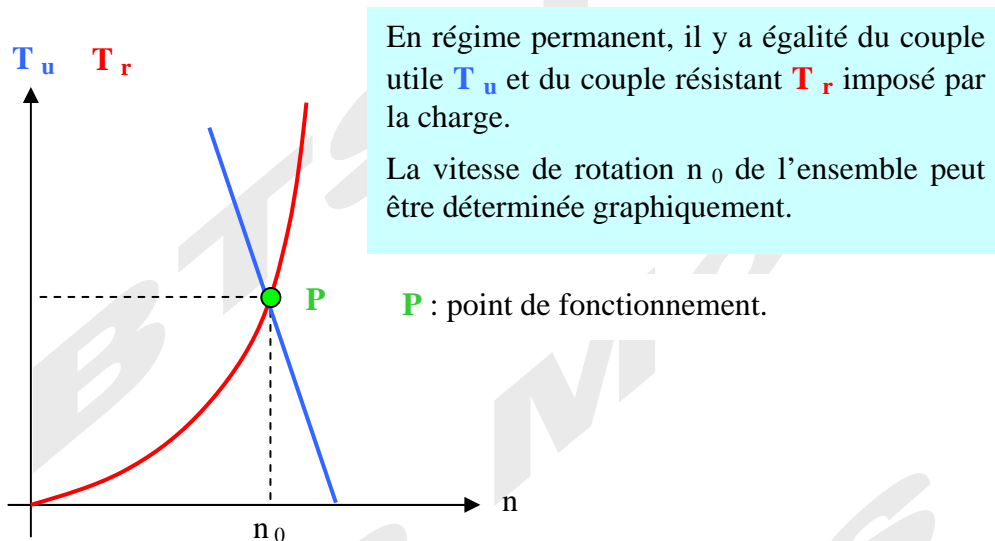 T u T r
En régime permanent, il y a égalité du couple
utile T u et du couple résistant T r imposé par
la charge.
La vitesse de rotation n 0 de l'ensemble peut
être déterminée graphiquement.
P
P : point de fonctionnement.
n
n 0
BTS